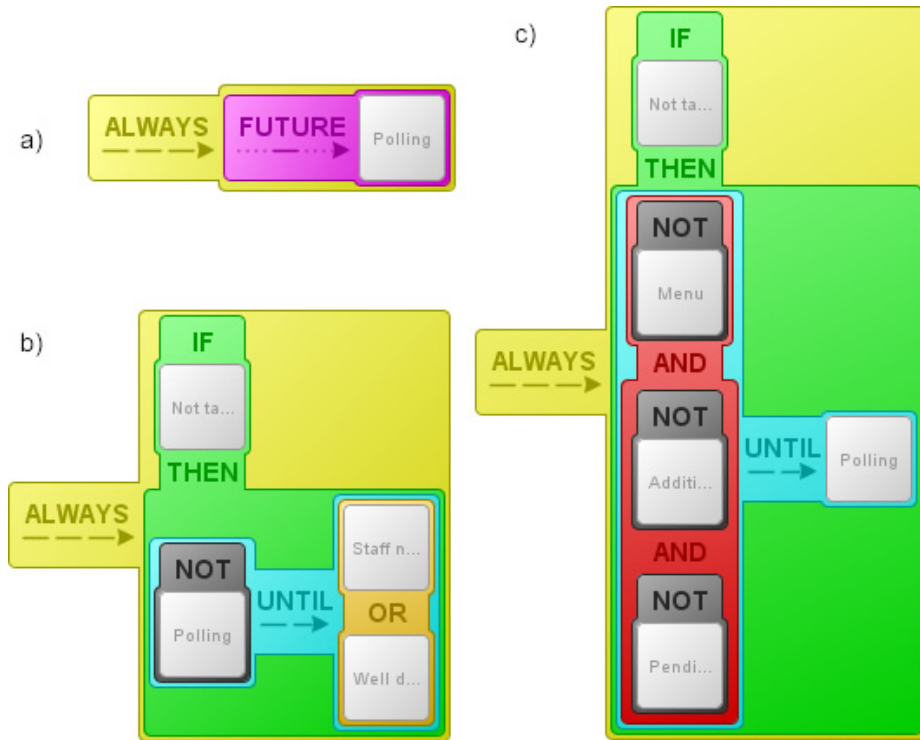 a)
ALWAYS
FUTURE
Polling
b)
IF
Not ta...
THEN
ALWAYS
NOT
Polling
UNTIL
Staff n...
OR
Well d...
c)
IF
Not ta...
THEN
ALWAYS
NOT
Menu
AND
NOT
Additi...
AND
NOT
Pendi...
UNTIL
Polling